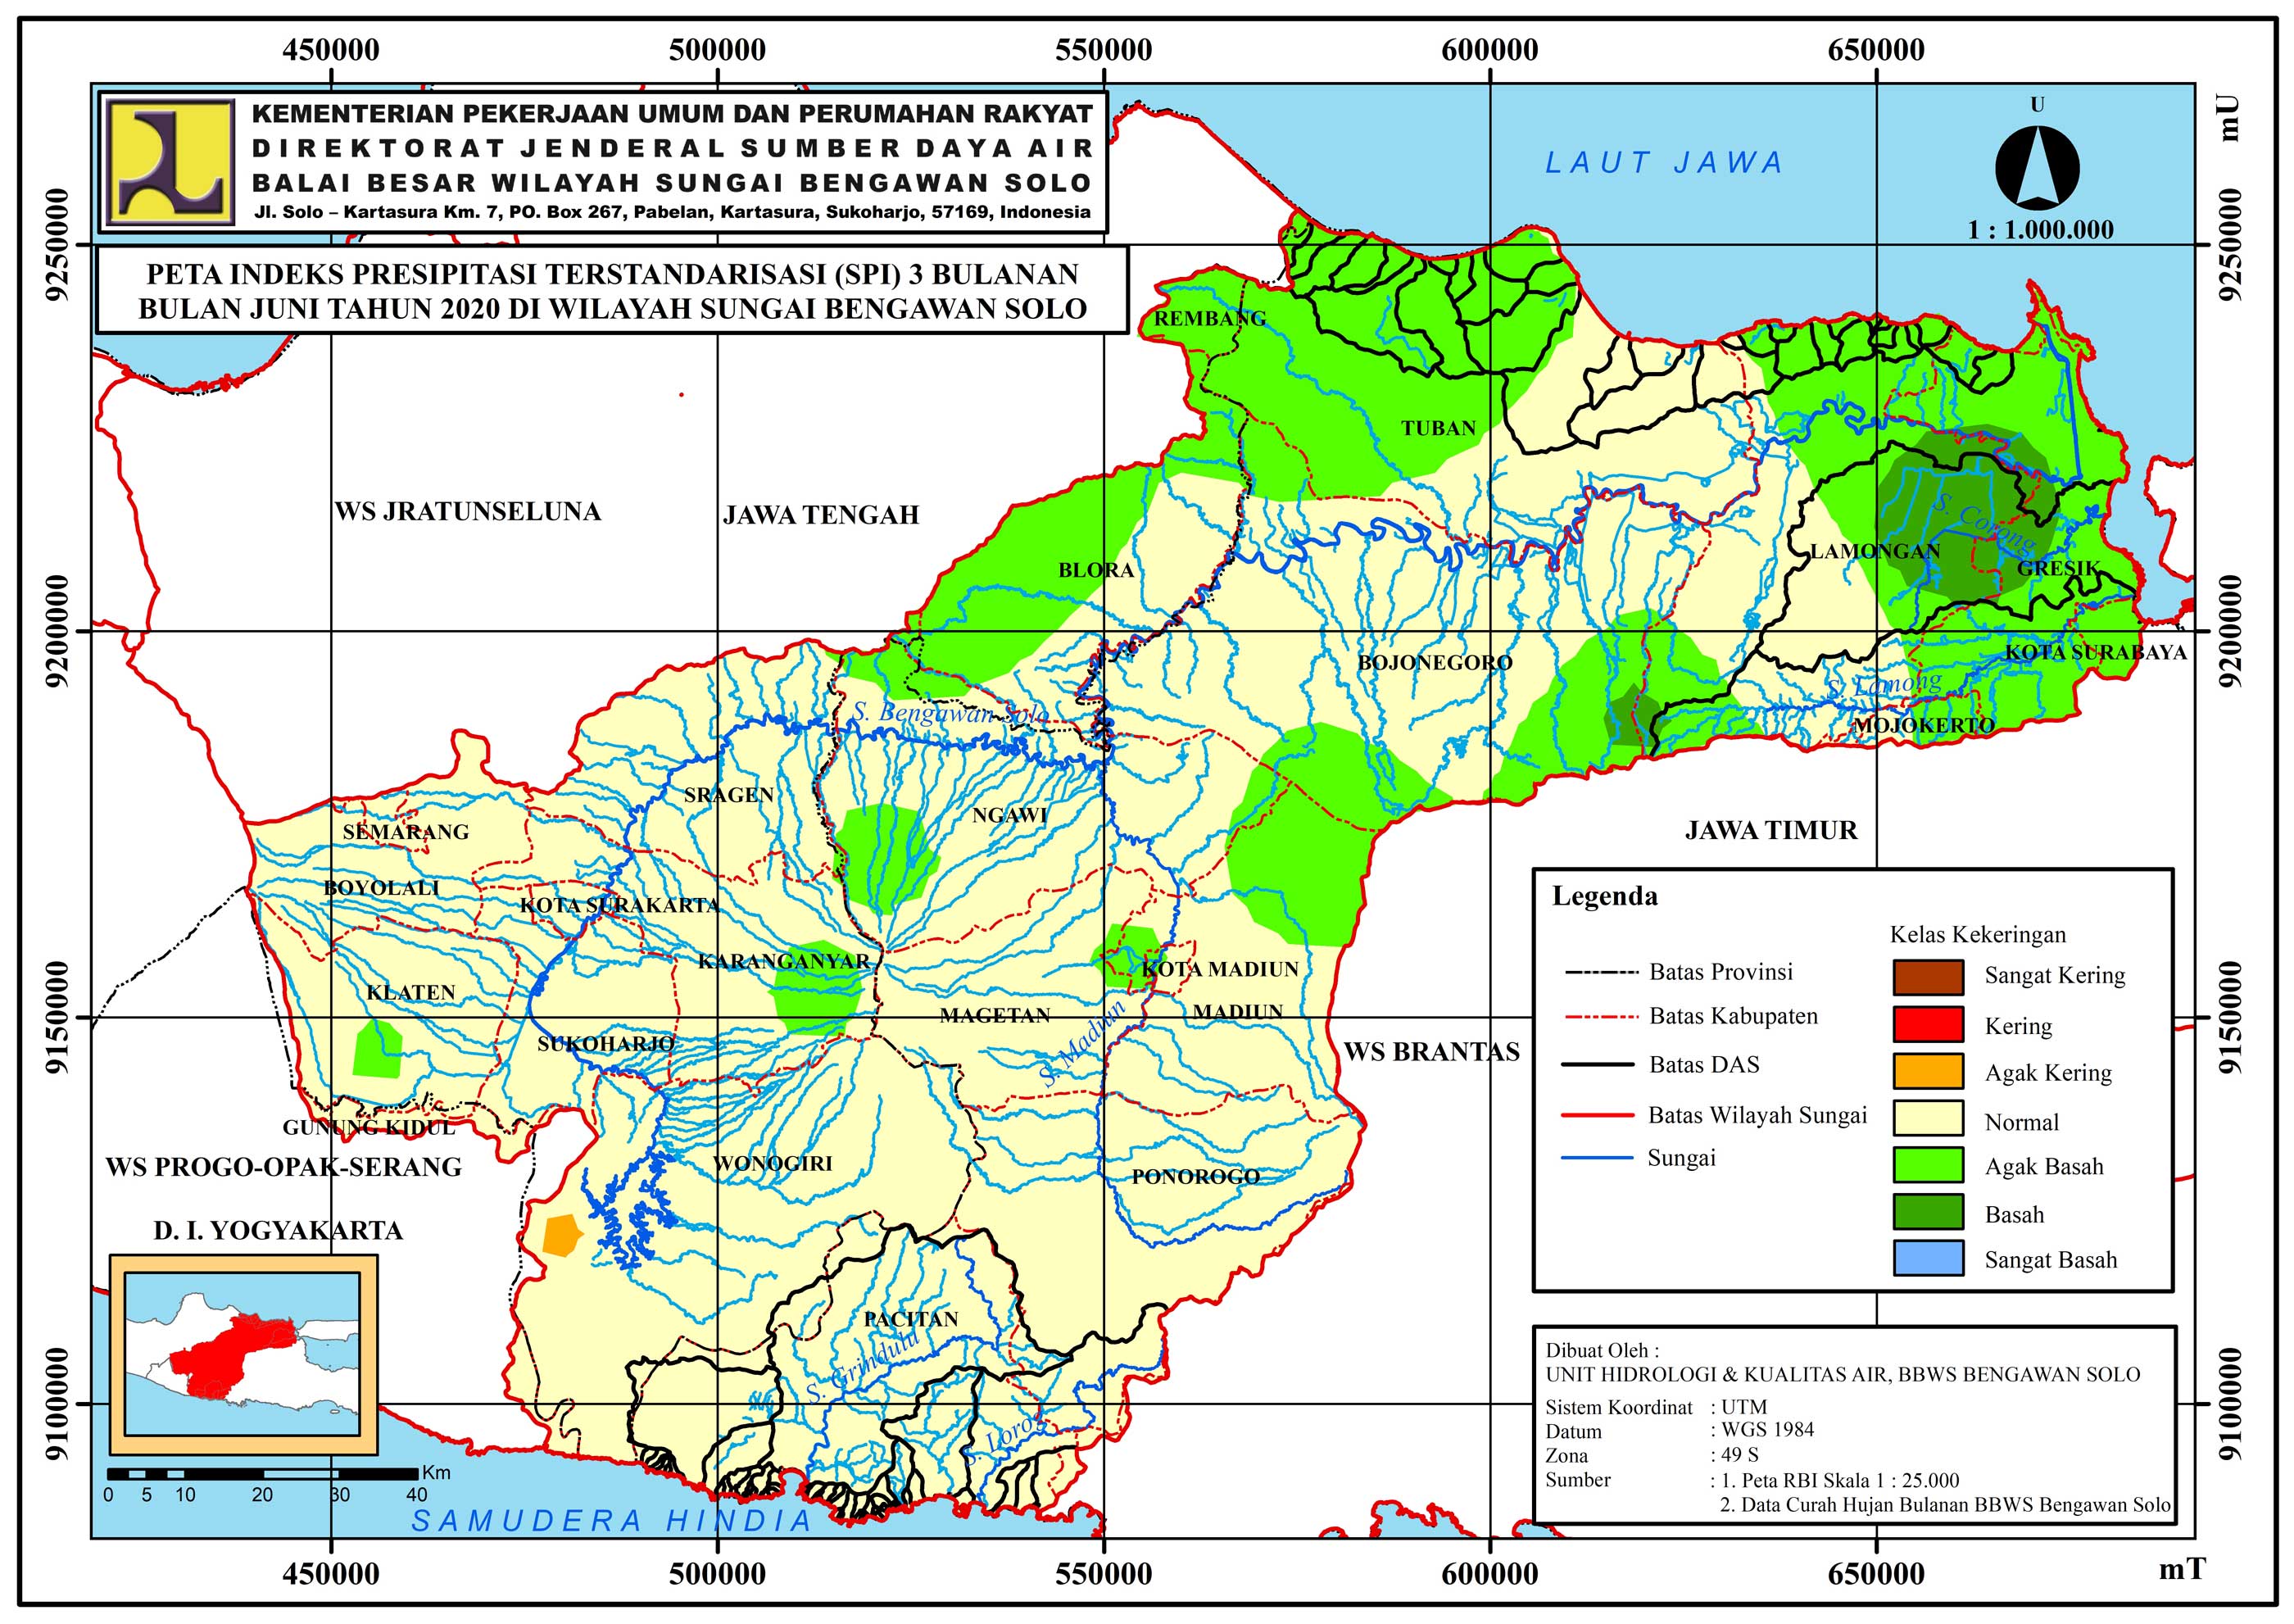 450000 500000 550000 600000 650000
KEMENTERIAN PEKERJAAN UMUM DAN PERUMAHAN RAKYAT
DIREKTORAT JENDERAL SUMBER DAYA AIR
BALAI BESAR WILAYAH SUNGAI BENGAWAN SOLO
Jl. Solo – Kartasura Km. 7, PO. Box 267, Pabelan, Kartasura, Sukoharjo, 57169, Indonesia
PETA INDEKS PRESIPITASI TERSTANDARISASI (SPI) 3 BULANAN
BULAN JUNI TAHUN 2020 DI WILAYAH SUNGAI BENGAWAN SOLO
mU
U
1 : 1.000.000
LAUT JAWA
9250000
9250000
REMBANG
TUBAN
WS JRATUNSELUNA
JAWA TENGAH
S. Corong
LAMONGAN
GRESIK
BLORA
9200000
9200000
KOTA SURABAYA
BOJONEGORO
S. Lamong
MOJOKERTO
S. Bengawan Solo
SRAGEN
NGAWI
SEMARANG
JAWA TIMUR
BOYOLALI
KOTA SURAKARTA
KARANGANYAR
KOTA MADIUN
KLATEN
MAGETAN
MADIUN
S. Madiun
SUKOHARJO
WS BRANTAS
9150000
9150000
GUNUNG KIDUL
WS PROGO-OPAK-SERANG
WONOGIRI
PONOROGO
D. I. YOGYAKARTA
PACITAN
S. Grindulu
S. Lorog
9100000
9100000
Legenda
Batas Provinsi
Batas Kabupaten
Batas DAS
Batas Wilayah Sungai
Sungai
Kelas Kekeringan
Sangat Kering
Kering
Agak Kering
Normal
Agak Basah
Basah
Sangat Basah
Dibuat Oleh :
UNIT HIDROLOGI & KUALITAS AIR, BBWS BENGAWAN SOLO
Sistem Koordinat : UTM
Datum : WGS 1984
Zona : 49 S
Sumber : 1. Peta RBI Skala 1 : 25.000
2. Data Curah Hujan Bulanan BBWS Bengawan Solo
Km
0 5 10 20 30 40
SAMUDERA HINDIA
450000 500000 550000 600000 650000
mT